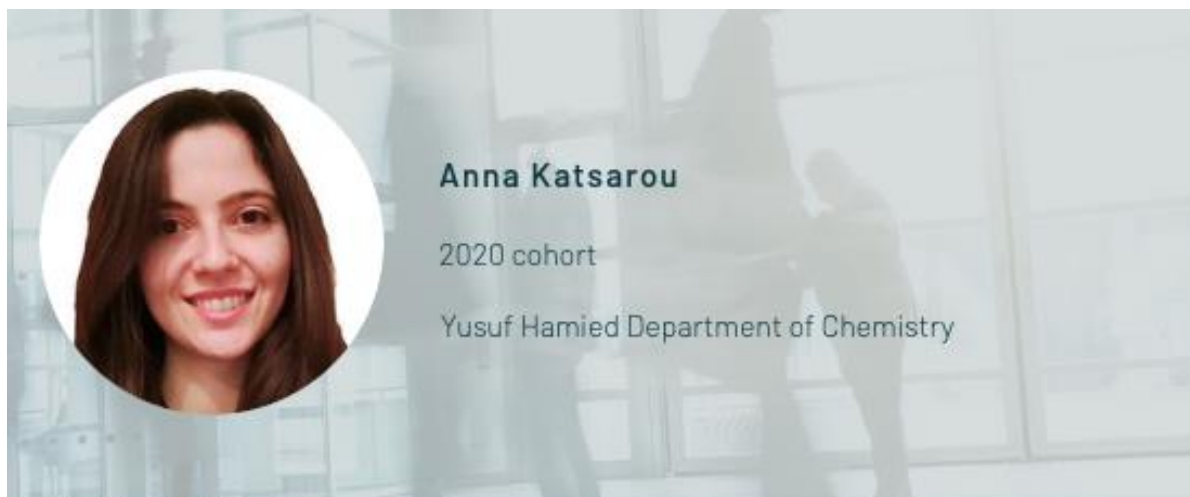 Anna Katsarou
2020 cohort
Yusuf Hamied Department of Chemistry